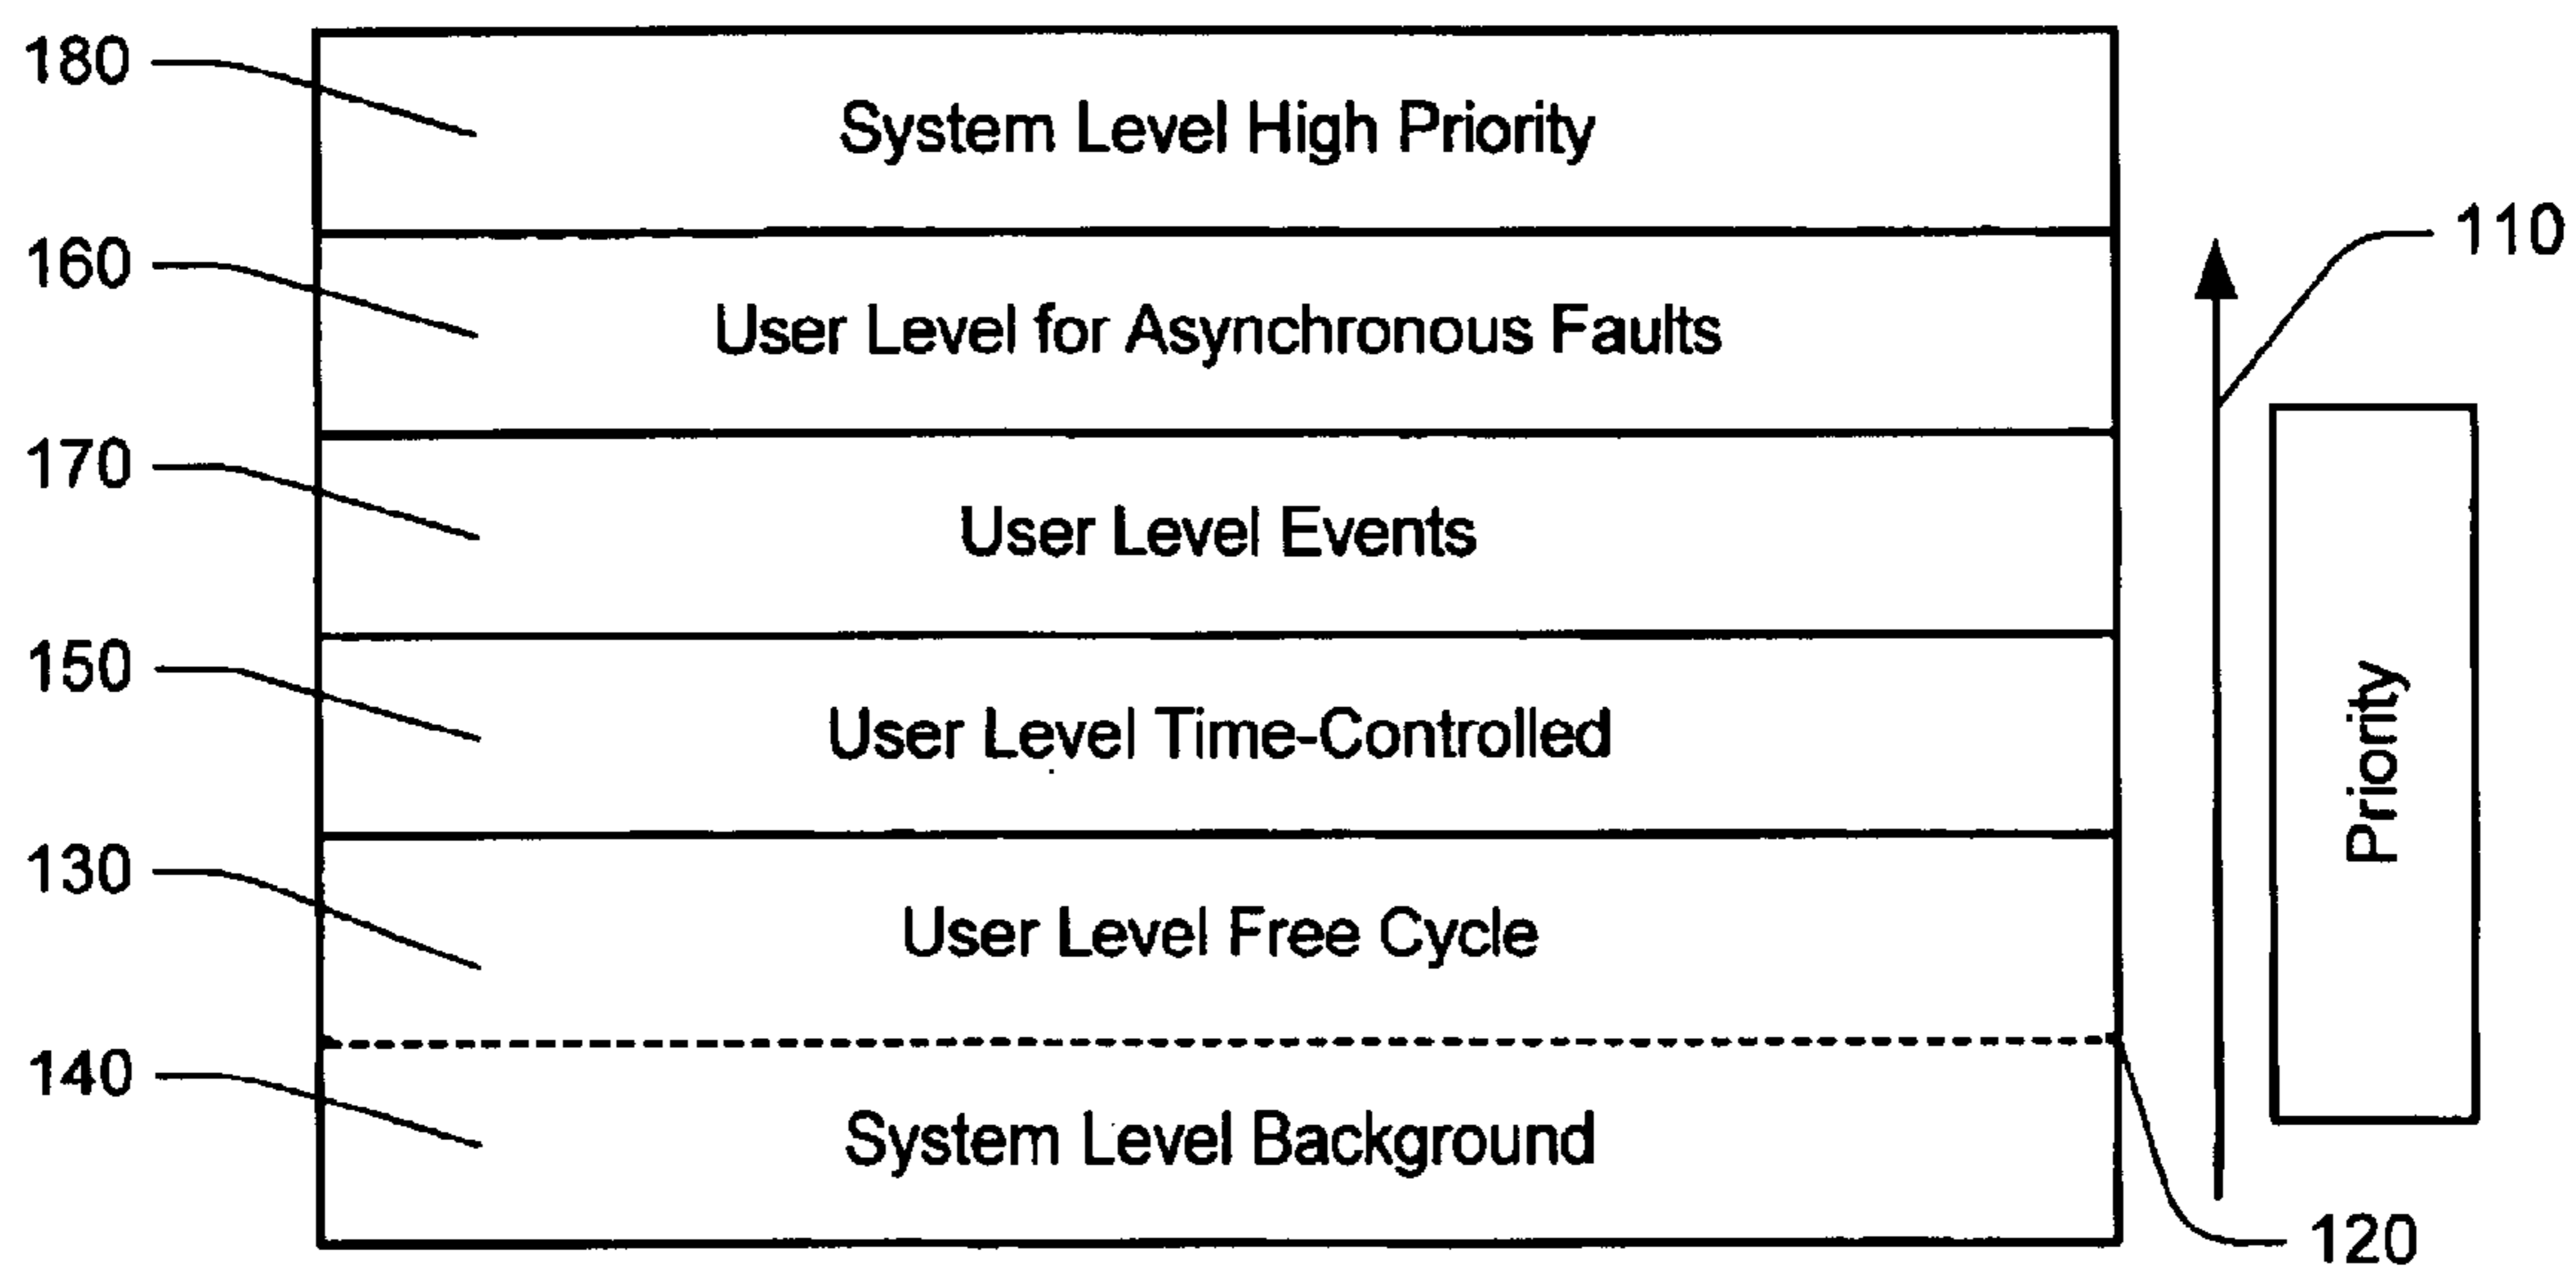 180
System Level High Priority
160
User Level for Asynchronous Faults
110
170
User Level Events
150
User Level Time-Controlled
Priority
130
User Level Free Cycle
140
System Level Background
120